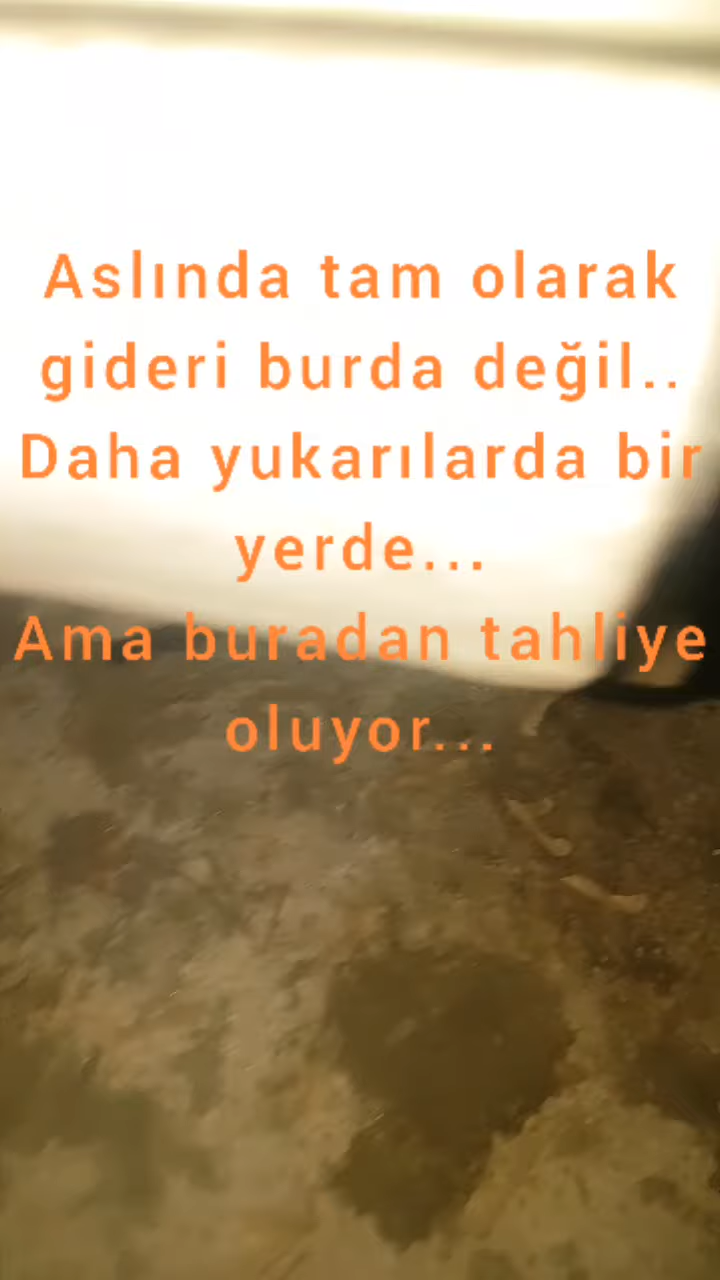 Aslında tam olarak
gideri burda değil..
Daha yukarılarda bir
yerde...
Ama buradan tahliye
oluyor...